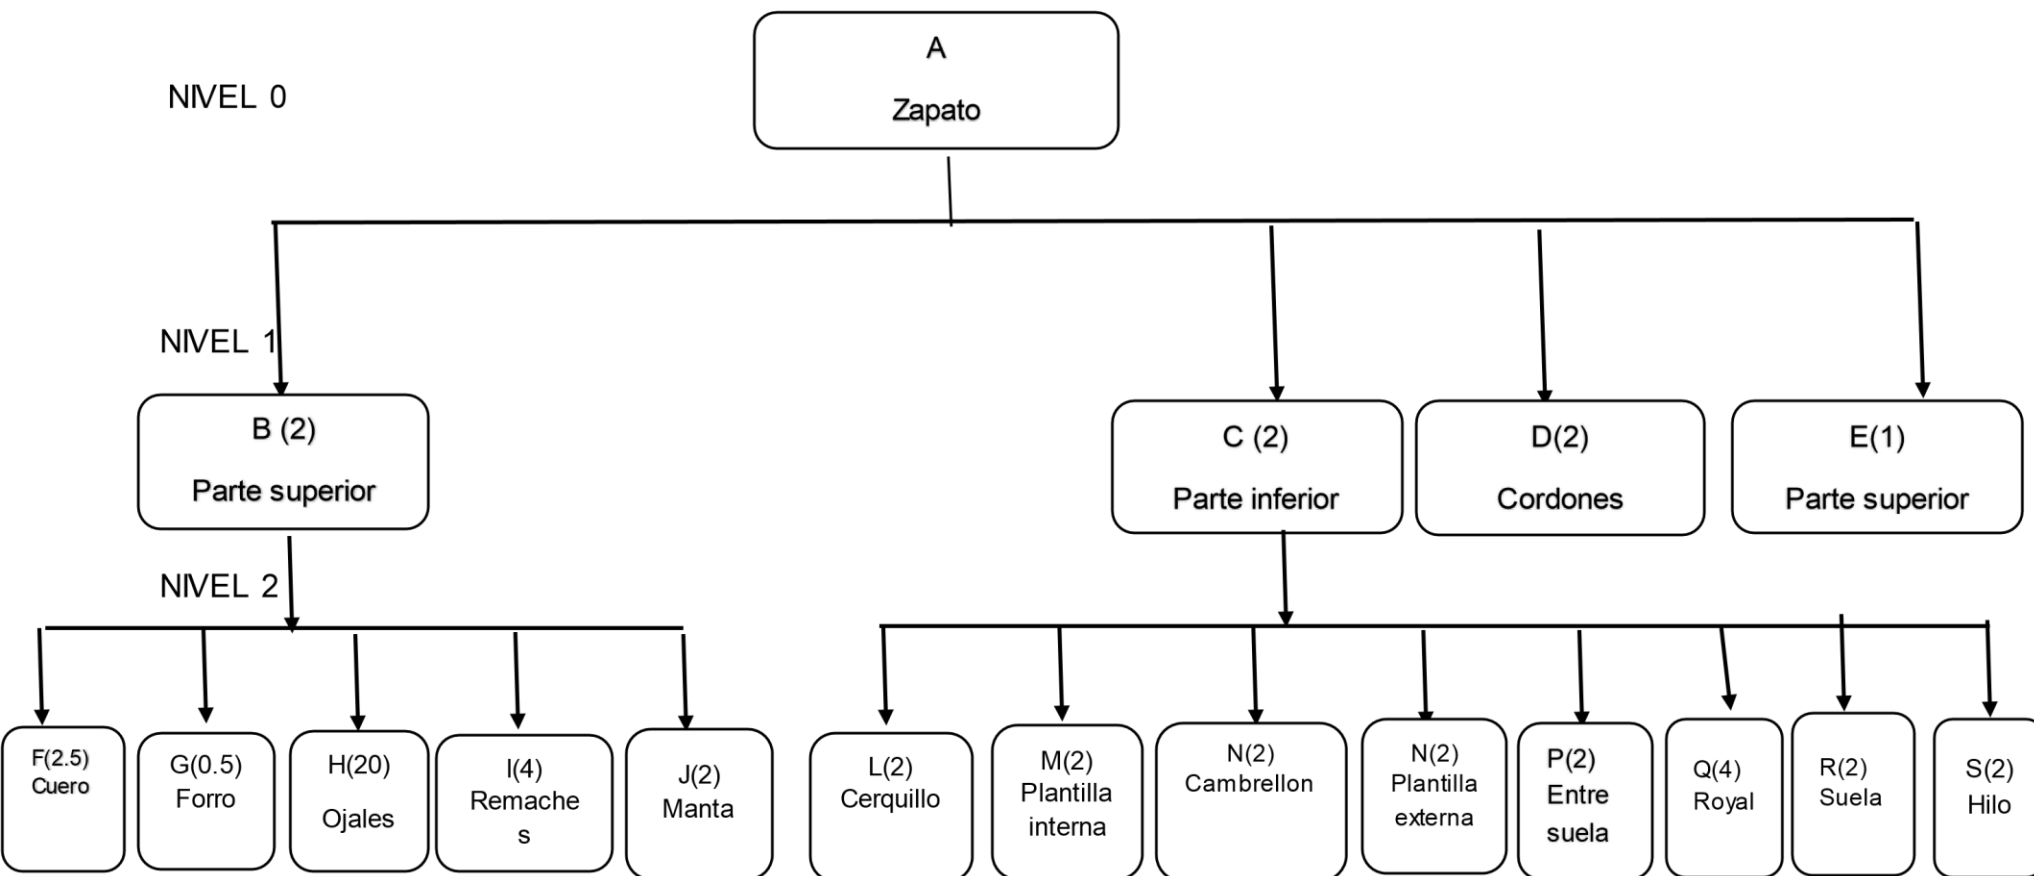 A
Zapato
NIVEL 0
NIVEL 1
B (2)
Parte superior
C (2)
Parte inferior
D(2)
Cordones
E(1)
Parte superior
NIVEL 2
F(2.5)
Cuero
G(0.5)
Forro
H(20)
Ojales
I(4)
Remache
s
J(2)
Manta
L(2)
Cerquillo
M(2)
Plantilla
interna
N(2)
Cambrellon
N(2)
Plantilla
externa
P(2)
Entre
suela
Q(4)
Royal
R(2)
Suela
S(2)
Hilo